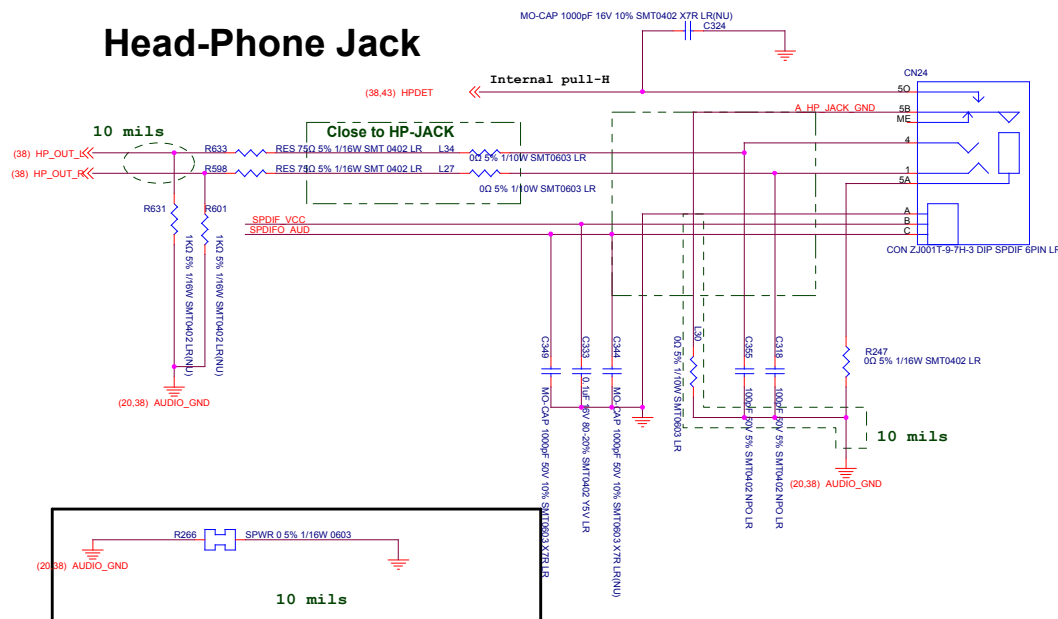 MO-CAP 1000pF 16V 10% SMT0402 X7R LR(NU)
C324
Head-Phone Jack
Internal pull-H
(38,43) HPDET
CN24
5O
A_HP_JACK_GND
5B
ME
10 mils
Close to HP-JACK
4
(38) HP_OUT_L
R633
RES 75Ω 5% 1/16W SMT 0402 LR
L34
0Ω 5% 1/10W SMT0603 LR
(38) HP_OUT_R
R598
RES 75Ω 5% 1/16W SMT 0402 LR
L27
0Ω 5% 1/10W SMT0603 LR
1
5A
R631
R601
1KΩ 5% 1/16W SMT0402 LR(NU)
1KΩ 5% 1/16W SMT0402 LR(NU)
SPDIF_VCC
SPDIFO_AUD
A
B
C
CON ZJ001T-9-7H-3 DIP SPDIF 6PIN LF
C349
MO-CAP 1000pF 50V 10% SMT0603 X7R LR
C333
0.1uF 16V 80-20% SMT0402 Y5V LR
C344
MO-CAP 1000pF 50V 10% SMT0603 X7R LR(NU)
L30
0Ω 5% 1/10W SMT0603 LR
C355
100pF 50V 5% SMT0402 NPO LR
C318
100pF 50V 5% SMT0402 NPO LR
R247
0Ω 5% 1/16W SMT0402 LR
(20,38) AUDIO_GND
10 mils
(20,38) AUDIO_GND
R266
SPWR 0 5% 1/16W 0603
(20,38) AUDIO_GND
10 mils